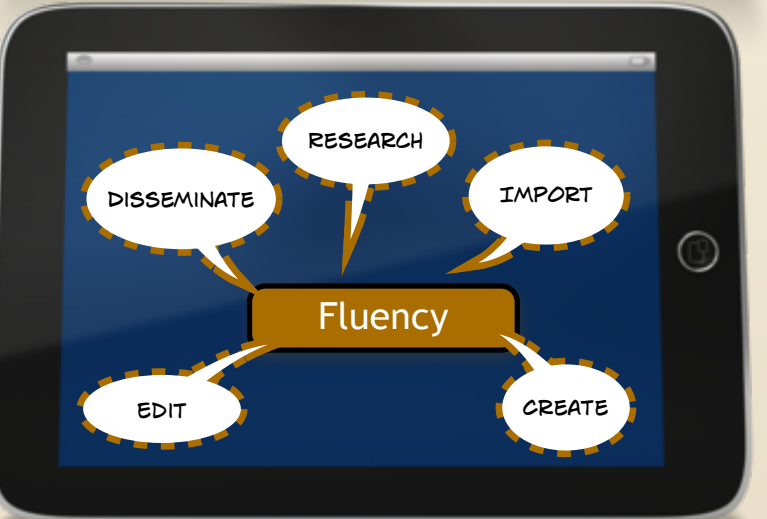 RESEARCH
DISSEMINATE
IMPORT
Fluency
EDIT
CREATE